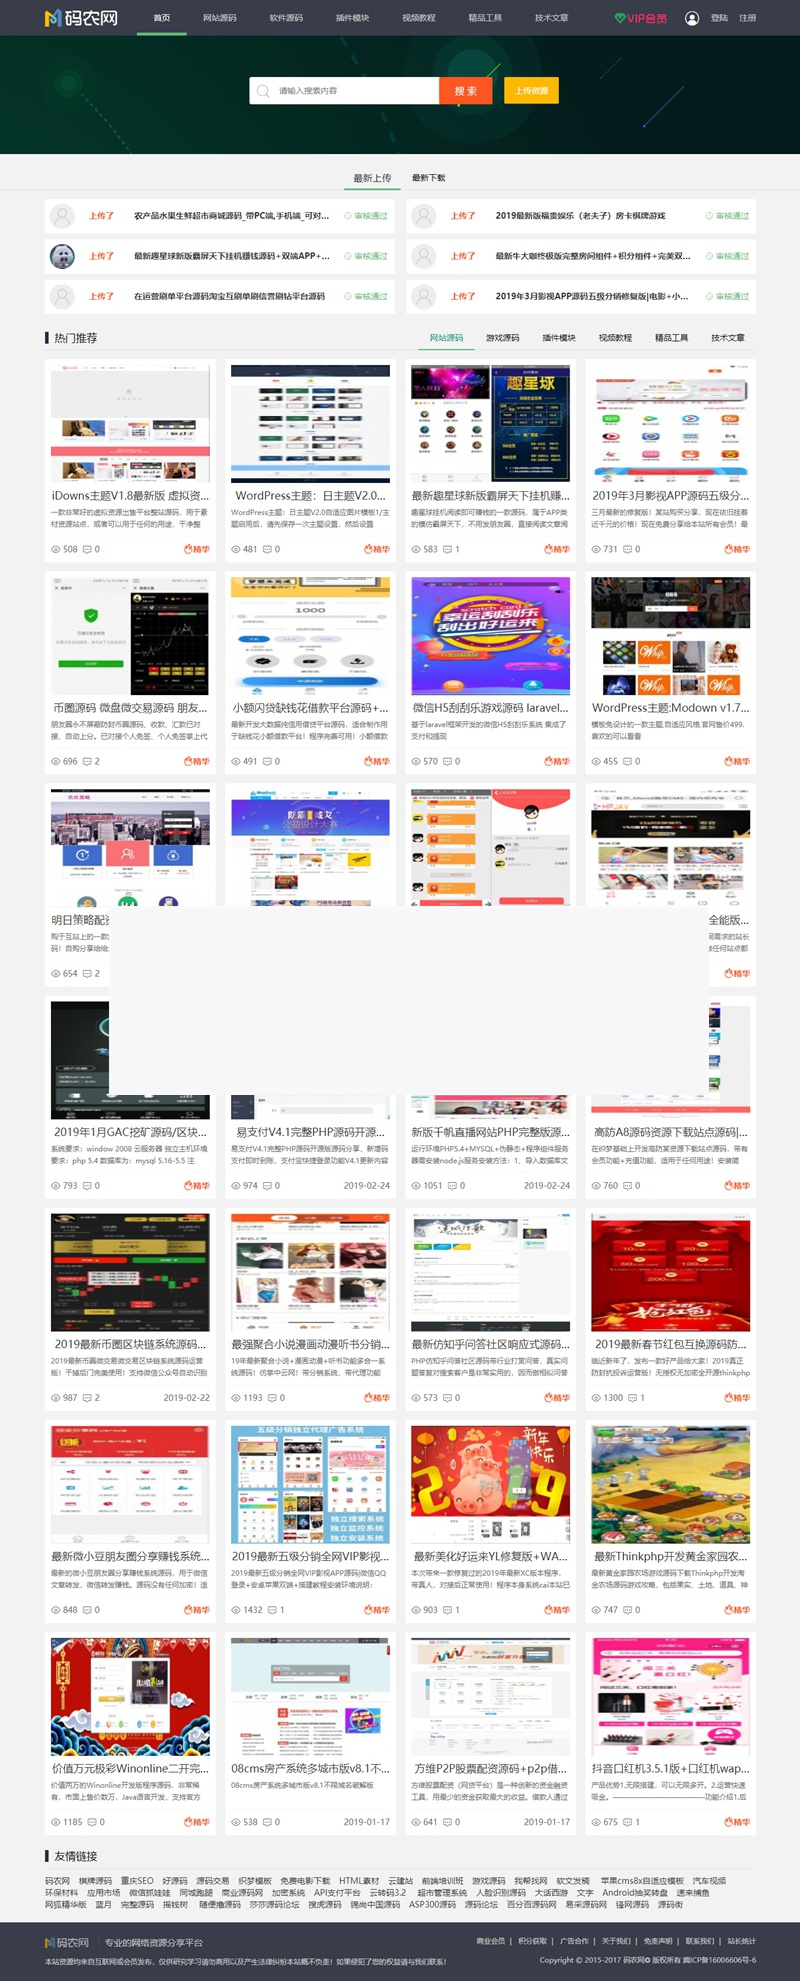 码农网 首页 网站源码 软件源码 插件模块 视频教程 精品工具 技术文章 VIP会员 登陆 注册
请输入搜索内容 搜 索 上传资源
最新上传 最新下载
上传了 农产品水果生鲜超市商城源码_带PC端,手机端_可对... 审核通过
上传了 2019最新版福贵娱乐（老夫子）房卡棋牌游戏 审核通过
上传了 最新趣星球新版霸屏天下挂机赚钱源码+双端APP+... 审核通过
上传了 最新牛大咖终极版完整房间组件+积分组件+完美双... 审核通过
上传了 在运营刷单平台源码淘宝互刷单刷信誉刷钻平台源码 审核通过
上传了 2019年3月影视APP源码五级分销修复版|电影+小... 审核通过
热门推荐 网站源码 游戏源码 插件模块 视频教程 精品工具 技术文章
iDowns主题V1.8最新版 虚拟资...
一款非常好的虚拟资源出售平台整站源码，用于素
材资源站点，或者可以用于任何的用途，干净整
508 0 精华
WordPress主题：日主题V2.0...
WordPress主题：日主题V2.0自适应图片模板1/主
题启用后，请先保存一次主题设置，然后设置
481 0 精华
趣星球
最新趣星球新版霸屏天下挂机赚...
趣星球挂机阅读即可赚钱的一款源码，属于APP类
的模仿霸屏天下，不用发朋友圈，直接阅读文章阅
583 1 精华
2019年3月影视APP源码五级分...
三月最新的修复版！某站购买分享，现在依旧挂着
近千元的价格！现在免费分享给本站所有会员！最
731 0 精华
币圈源码 微盘微交易源码 朋友...
朋友圈永不屏蔽防封币圈源码、收款、汇款已对
接、自动上分。已对接个人免签、个人免签掌上代
696 2 精华
1000
小额闪贷缺钱花借款平台源码+...
最新开发大数据纯信用借贷平台源码，适合制作用
于缺钱花小额借款平台！程序完善可用！小额借款
491 0 精华
幸运刮刮乐
刮出好运来
微信H5刮刮乐游戏源码 laravel...
基于laravel框架开发的微信H5刮刮乐系统 集成了
支付和提现
570 0 精华
WordPress主题:Modown v1.7...
模板兔设计的一款主题,自适应风格,官网售价499.
喜欢的可以看看
455 0 精华
明日策略配资
购于互站上的一款
码！自购分享给给
654 2
公益设计大赛
全能版...
同需求的站长
做任何站点都
精华
2019年1月GAC挖矿源码/区块...
系统要求：window 2008 云服务器 独立主机环境
要求：php 5.4 数据库为：mysql 5.16-5.5 注
793 0 精华
易支付V4.1完整PHP源码开源...
易支付V4.1完整PHP源码开源版源码分享，新增码
支付即时到账，支付宝快捷登录功能V4.1更新内容
974 0 2019-02-24
新版千帆直播网站PHP完整版源...
运行环境PHP5.4+MYSQL+伪静态+程序组件服务
器需安装node.js服务安装方法：1、导入数据库文
1051 0 2019-02-24
高防A8源码资源下载站点源码|...
在织梦基础上开发高防某资源下载站点源码，带有
会员功能+充值功能，适用于任何用途！安装简
760 0 精华
2019最新币圈区块链系统源码...
2019最新币圈微交易微交易区块链系统源码运营
版！干掉后门完美使用！支持微信公众号自动识别
987 2 2019-02-22
最强聚合小说漫画动漫听书分销...
19年最新聚合小说+漫画动漫+听书功能多合一系
统源码！仿掌中云网！带分销系统，带代理功能
1193 0 精华
最新仿知乎问答社区响应式源码...
PHP仿知乎问答社区源码带行业打赏问答，真实问
题答复对搜索客户是非常实用的，因而做相似问答
573 0 精华
2019最新春节红包互换源码防...
临近新年了，发布一款好产品给大家！2019真正
防封抗投诉运营版！无授权无加密全开源thinkphp
1300 1 精华
最新微小豆朋友圈分享赚钱系统...
最新的微小豆朋友圈分享赚钱系统源码，用于微信
文章转发，微信转发赚钱。源码没有任何加密！适
848 0 精华
五级分销独立代理广告系统
独立搜索系统
独立监控系统
独立安装系统
2019最新五级分销全网VIP影视...
2019最新五级分销全网VIP影视APP源码|微信QQ
登录+安卓苹果双端+搭建教程安装环境说明:
1432 1 精华
新年快乐
2019
最新美化好运来YL修复版+WA...
本次带来一款修复过的2019年最新XC版本程序,
带真人，对接后正常使用！程序本身系统cai本站已
903 1 精华
最新Thinkphp开发黄金家园农...
最新黄金家园农场游戏源码下载Thinkphp开发淘
金农场源码游戏攻略，包括果实、土地、道具、神
747 0 精华
价值万元极彩Winonline二开完...
价值两万的Winonline开发版程序源码，非常稀
有，市面上售价数万，Java语言开发，支持官方
1185 0 精华
08cms房产系统多城市版v8.1不...
08cms房产系统多城市版v8.1不限域名破解版
538 0 2019-01-17
方维P2P股票配资源码+p2p借...
方维股票配资（网贷平台）是一种创新的资金融资
工具，用最少的资金获取最大的收益。借款人通过
641 0 2019-01-17
抖音口红机3.5.1版+口红机wap...
产品优势1.无限搭建，可以无限多开。2.运营快速
吸金。——————————————功能介绍1.后
675 1 精华
友情链接
码农网 棋牌源码 重庆SEO 好源码 源码交易 织梦模板 免费电影下载 HTML素材 云建站 前端培训班 游戏源码 我帮找网 软文发稿 苹果cms8x自适应模板 汽车视频
环保材料 应用市场 微信抓娃娃 同城跑腿 商业源码网 加密系统 API支付平台 云转码3.2 超市管理系统 人脸识别源码 大话西游 文字 Android抽奖转盘 速来捕鱼
网狐精华版 蓝月 完整源码 摇钱树 随便撸源码 莎莎源码论坛 搜虎源码 锦尚中国源码 ASP300源码 源码论坛 百分百源码网 易采源码网 锋网源码 源码街
码农网 专业的网络资源分享平台 商业会员 | 积分获取 | 广告合作 | 关于我们 | 免责声明 | 联系我们 | 站长统计
本站资源均来自互联网或会员发布，仅供研究学习请勿商用以及产生法律纠纷本站概不负责！如果侵犯了您的权益请与我们联系！ Copyright © 2015-2017 码农网© 版权所有 冀ICP备16006606号-6